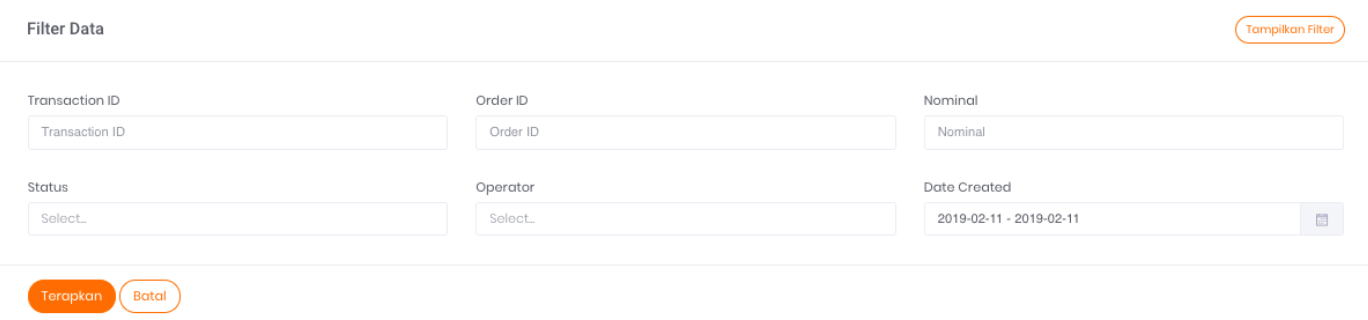 Filter Data
Tampilkan Filter
Transaction ID
Order ID
Nominal
Transaction ID
Order ID
Nominal
Status
Operator
Date Created
Select...
Select...
2019-02-11 - 2019-02-11
Terapkan
Batal